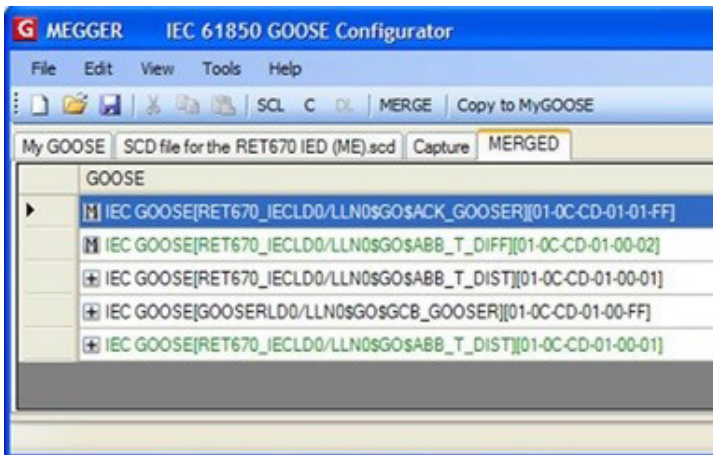 G MEGGER IEC 61850 GOOSE Configurator
File Edit View Tools Help
SCL C DL MERGE Copy to MyGOOSE
My GOOSE SCD file for the RET670 IED (ME).scd Capture MERGED
GOOSE
M IEC GOOSE[RET670_IECLD0/LLN0$GO$ACK_GOOSER][01-0C-CD-01-01-FF]
M IEC GOOSE[RET670_IECLD0/LLN0$GO$ABB_T_DIFF][01-0C-CD-01-00-02]
IEC GOOSE[RET670_IECLD0/LLN0$GO$ABB_T_DIST][01-0C-CD-01-00-01]
IEC GOOSE[GOOSERLD0/LLN0$GO$GCB_GOOSER][01-0C-CD-01-00-FF]
IEC GOOSE[RET670_IECLD0/LLN0$GO$ABB_T_DIST][01-0C-CD-01-00-01]